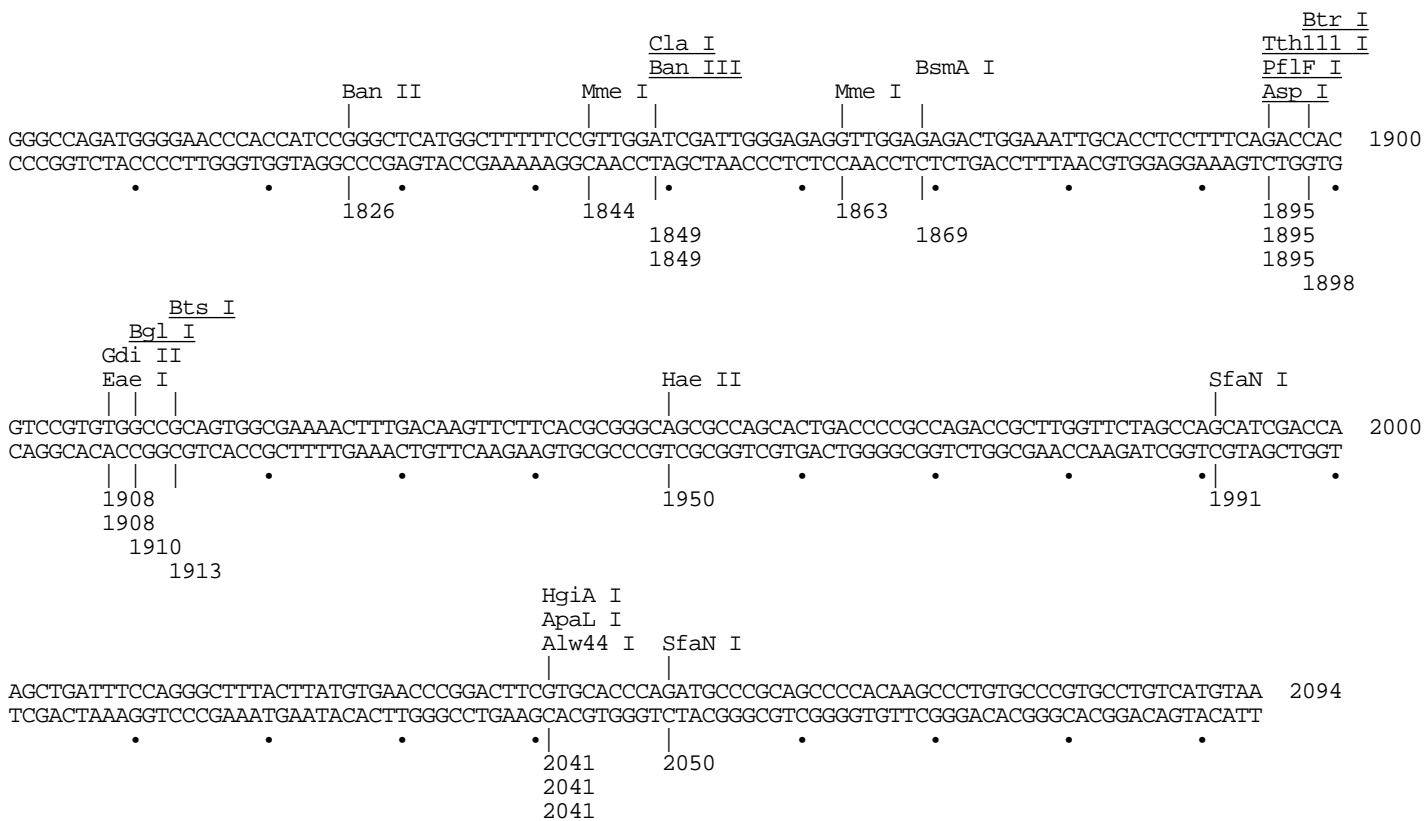 Btr I
Cla I Tth111 I
Ban III BsmA I PflF I
Ban II Mme I Mme I Asp I
GGGCCAGATGGGGAACCCACCATCCGGGCTCATGGCTTTTTCCGTTGGATCGATTGGGAGAGGTTGGAGAGACTGGAAATTGCACCTCCTTTCAGACCAC 1900
CCCGGTCTACCCCTTGGGTGGTAGGCCCGAGTACCGAAAAAGGCAACCTAGCTAACCCTCTCCAACCTCTCTGACCTTTAACGTGGAGGAAAGTCTGGTG
1826 1844 1849 1863 1869 1895
1849 1895
1895
1898
Bts I
Bgl I
Gdi II
Eae I Hae II SfaN I
GTCCGTGTGGCCGCAGTGGCGAAAACTTTGACAAGTTCTTCACGCGGGCAGCGCCAGCACTGACCCCGCCAGACCGCTTGGTTCTAGCCAGCATCGACCA 2000
CAGGCACACCGGCGTCACCGCTTTTGAAACTGTTCAAGAAGTGCGCCCGTCGCGGTCGTGACTGGGGCGGTCTGGCGAACCAAGATCGGTCGTAGCTGGT
1908 1950 1991
1908
1910
1913
HgiA I
ApaL I
Alw44 I SfaN I
AGCTGATTTCCAGGGCTTTACTTATGTGAACCCGGACTTCGTGCACCCAGATGCCCGCAGCCCCACAAGCCCTGTGCCCGTGCCTGTCATGTAA 2094
TCGACTAAAGGTCCCGAAATGAATACACTTGGGCCTGAAGCACGTGGGTCTACGGGCGTCGGGGTGTTCGGGACACGGGCACGGACAGTACATT
2041 2050
2041
2041